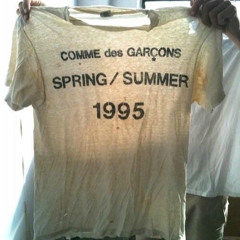 COMME des GARÇONS
SPRING / SUMMER
1995